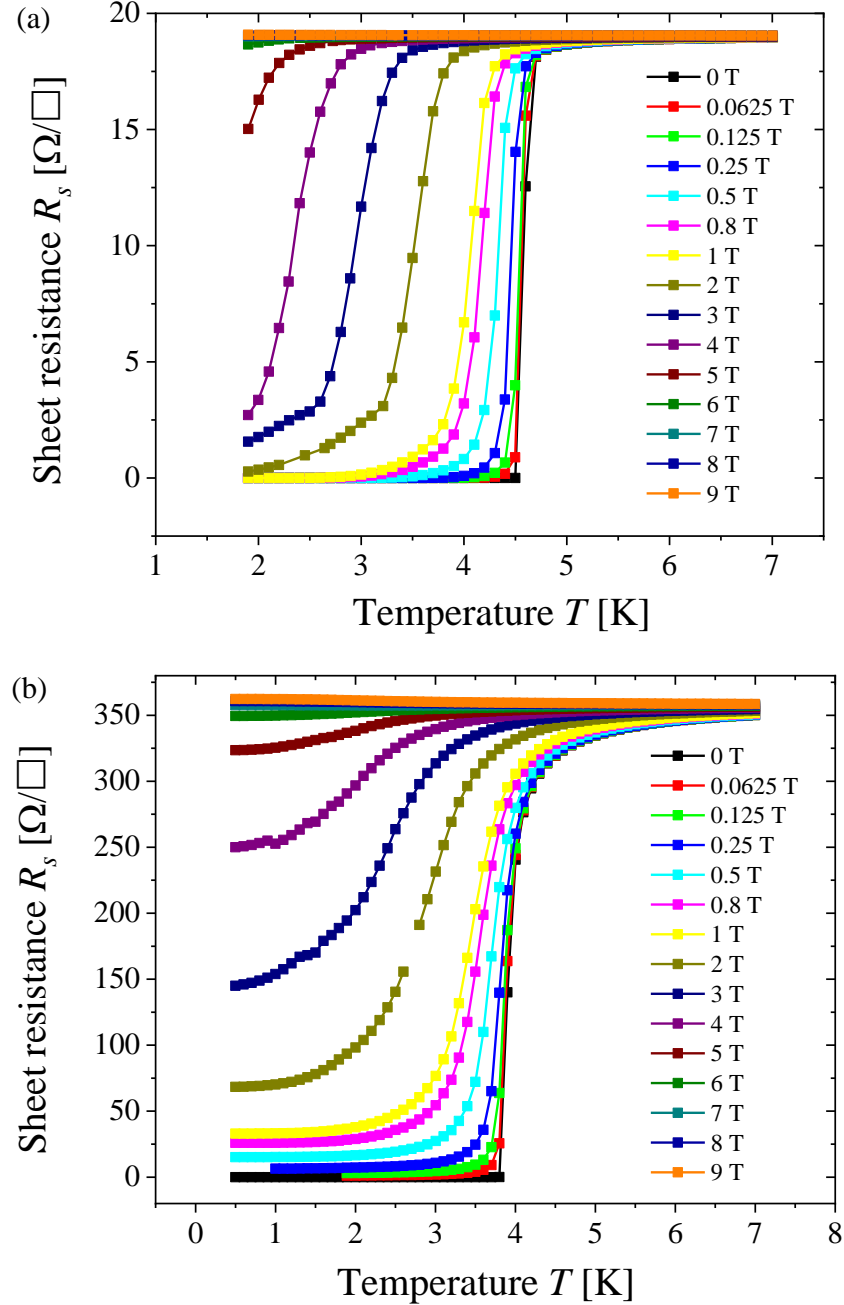 (a)
20
15
10
5
0
Sheet resistance R_s [Ω/□]
1 2 3 4 5 6 7
Temperature T [K]
0 T
0.0625 T
0.125 T
0.25 T
0.5 T
0.8 T
1 T
2 T
3 T
4 T
5 T
6 T
7 T
8 T
9 T
(b)
350
300
250
200
150
100
50
0
Sheet resistance R_s [Ω/□]
0 1 2 3 4 5 6 7 8
Temperature T [K]
0 T
0.0625 T
0.125 T
0.25 T
0.5 T
0.8 T
1 T
2 T
3 T
4 T
5 T
6 T
7 T
8 T
9 T